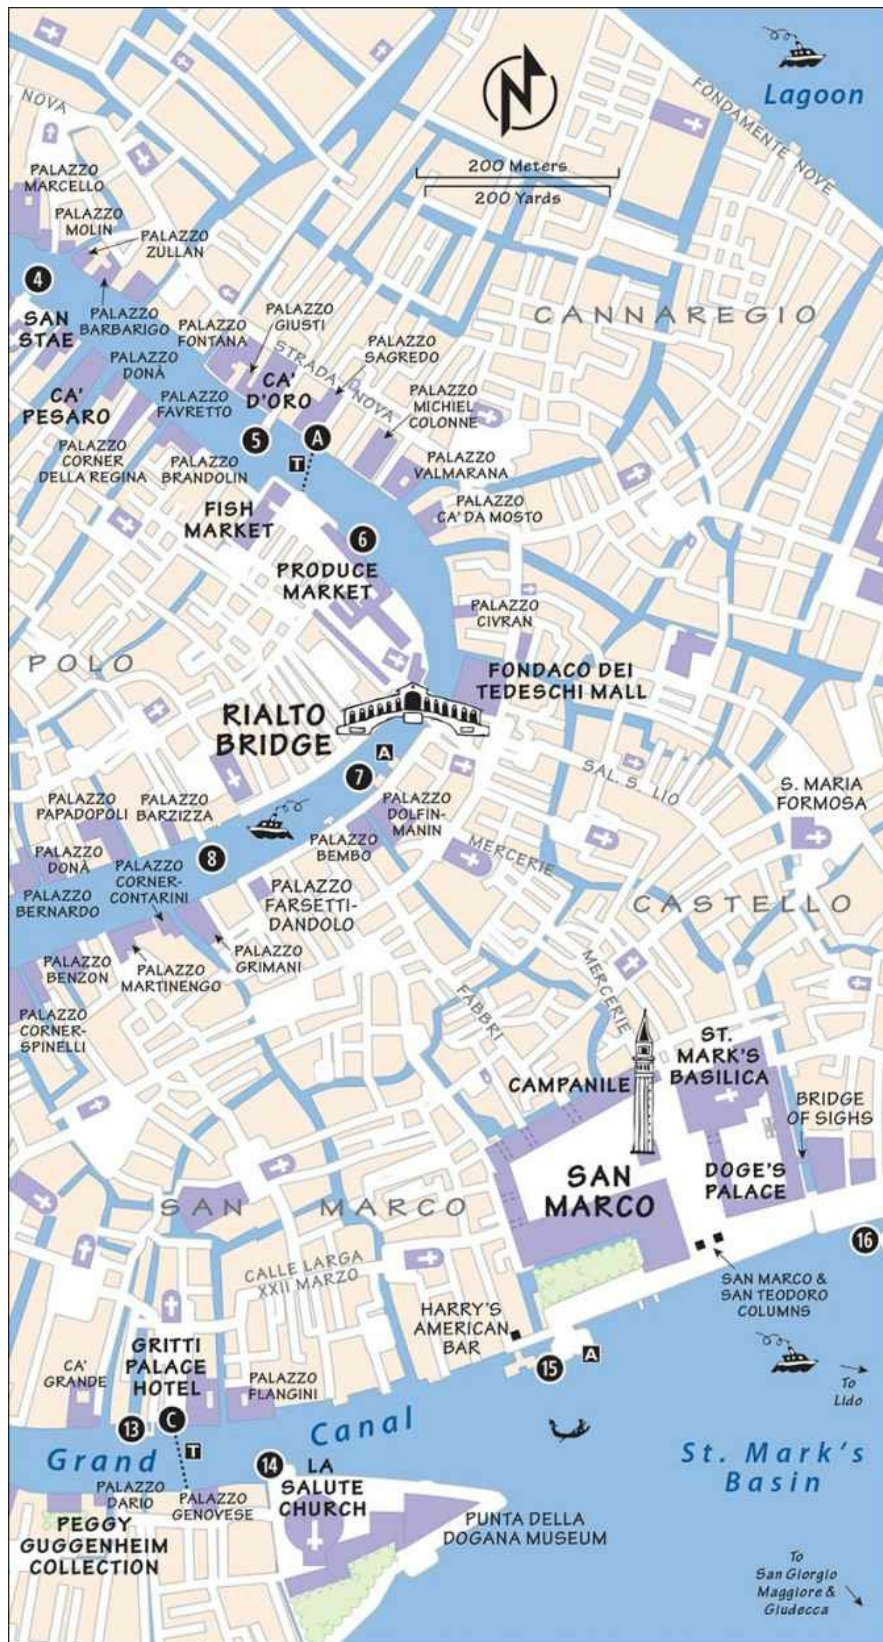 Lagoon
FONDAMENTE NOVE
N
200 Meters
200 Yards
NOVA
PALAZZO
MARCELLO
PALAZZO
MOLIN
PALAZZO
ZULIAN
4
SAN
STAE
PALAZZO
BARBARIGO
PALAZZO
FONTANA
PALAZZO
GIUSTI
CANNAREGIO
STRADA NOVA
PALAZZO
SAGREDO
PALAZZO
DONÀ
CA'
D'ORO
CA'
PESARO
PALAZZO
FAVRETTO
PALAZZO
MICHIEL
COLONNE
5
A
T
PALAZZO
CORNER
DELLA REGINA
PALAZZO
BRANDOLIN
PALAZZO
VALMARANA
FISH
MARKET
PALAZZO
CA' DA MOSTO
6
PRODUCE
MARKET
PALAZZO
CIVRAN
POLO
FONDACO DEI
TEDESCHI MALL
RIALTO
BRIDGE
A
7
SAL. S. LIO
S. MARIA
FORMOSA
PALAZZO
PAPADOPOLI
PALAZZO
BARZIZZA
PALAZZO
DOLFIN-
MANIN
PALAZZO
BEMBO
MERCERIE
8
PALAZZO
DONÀ
PALAZZO
CORNER-
CONTARINI
PALAZZO
BERNARDO
PALAZZO
FARSETTI-
DANDOLO
CASTELLO
PALAZZO
BENZON
PALAZZO
MARTINENGO
PALAZZO
GRIMANI
MERCERIE
FABBRI
PALAZZO
CORNER-
SPINELLI
ST.
MARK'S
BASILICA
CAMPANILE
BRIDGE
OF SIGHS
SAN
MARCO
DOGE'S
PALACE
SAN MARCO
16
CALLE LARGA
XXII MARZO
SAN MARCO &
SAN TEODORO
COLUMNS
HARRY'S
AMERICAN
BAR
GRITTI
PALACE
HOTEL
CA'
GRANDE
PALAZZO
FLANGINI
15
A
To
Lido
13
C
T
Grand Canal
14
LA
SALUTE
CHURCH
St. Mark's
Basin
PALAZZO
DARIO
PALAZZO
GENOVESE
PUNTA DELLA
DOGANA MUSEUM
PEGGY
GUGGENHEIM
COLLECTION
To
San Giorgio
Maggiore &
Giudecca